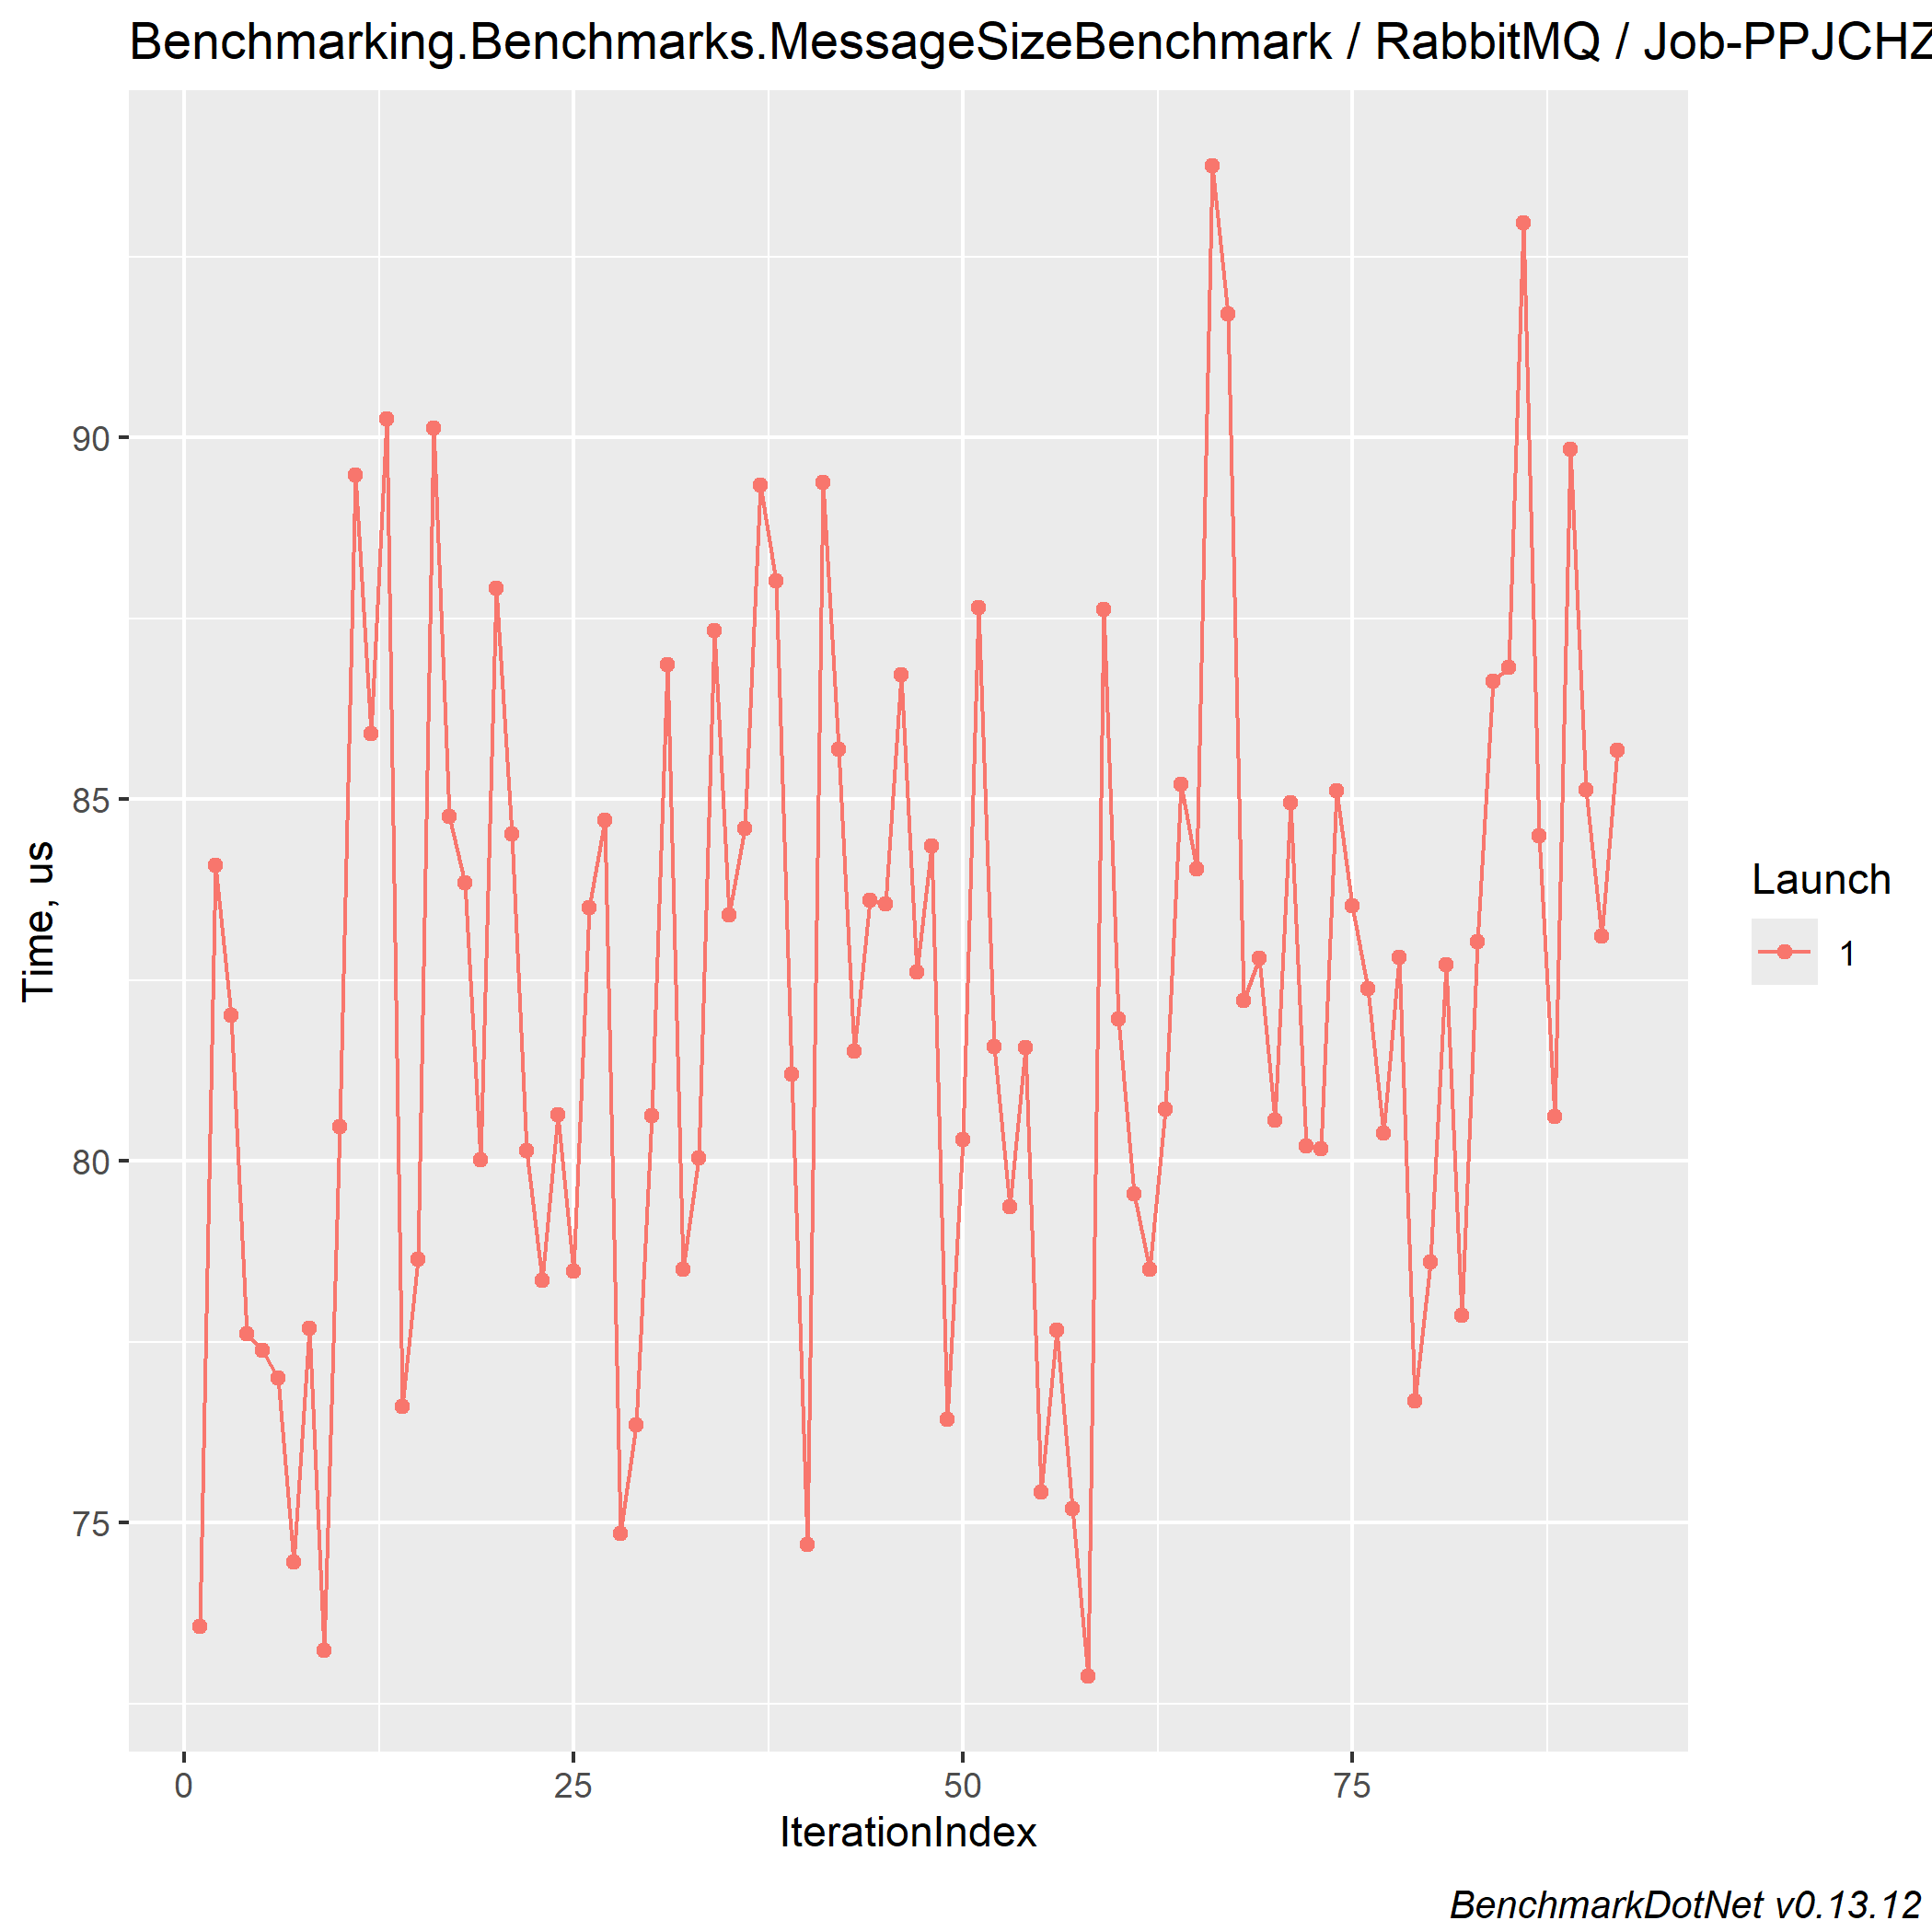 Benchmarking.Benchmarks.MessageSizeBenchmark / RabbitMQ / Job-PPJCHZ
90
85
80
75
Time, us
0 25 50 75
IterationIndex
Launch
1
BenchmarkDotNet v0.13.12